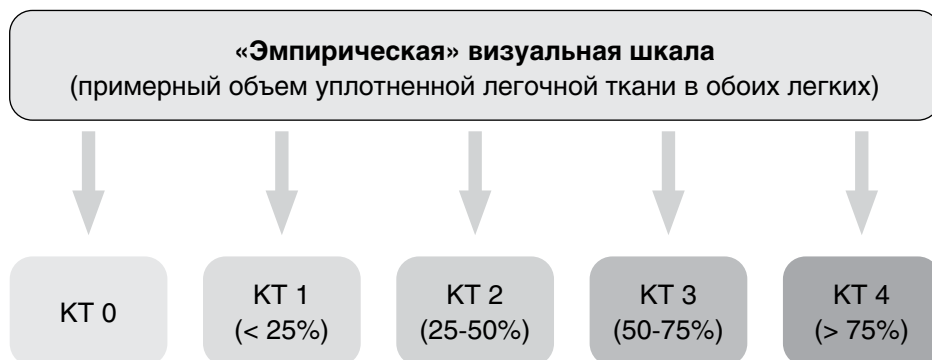 «Эмпирическая» визуальная шкала
(примерный объем уплотненной легочной ткани в обоих легких)
КТ 0
КТ 1
(< 25%)
КТ 2
(25-50%)
КТ 3
(50-75%)
КТ 4
(> 75%)